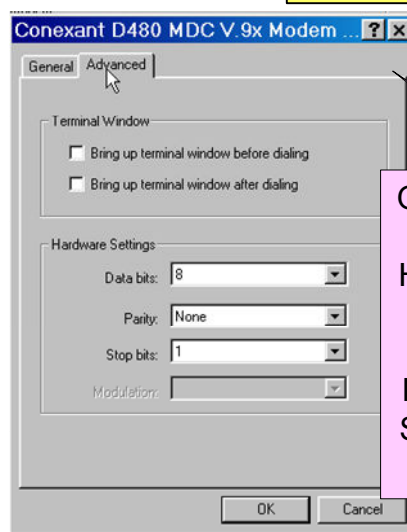 Conexant D480 MDC V.9x Modem ... ? x
General Advanced
Terminal Window
Bring up terminal window before dialing
Bring up terminal window after dialing
Hardware Settings
Data bits: 8
Parity: None
Stop bits: 1
Modulation:
OK Cancel